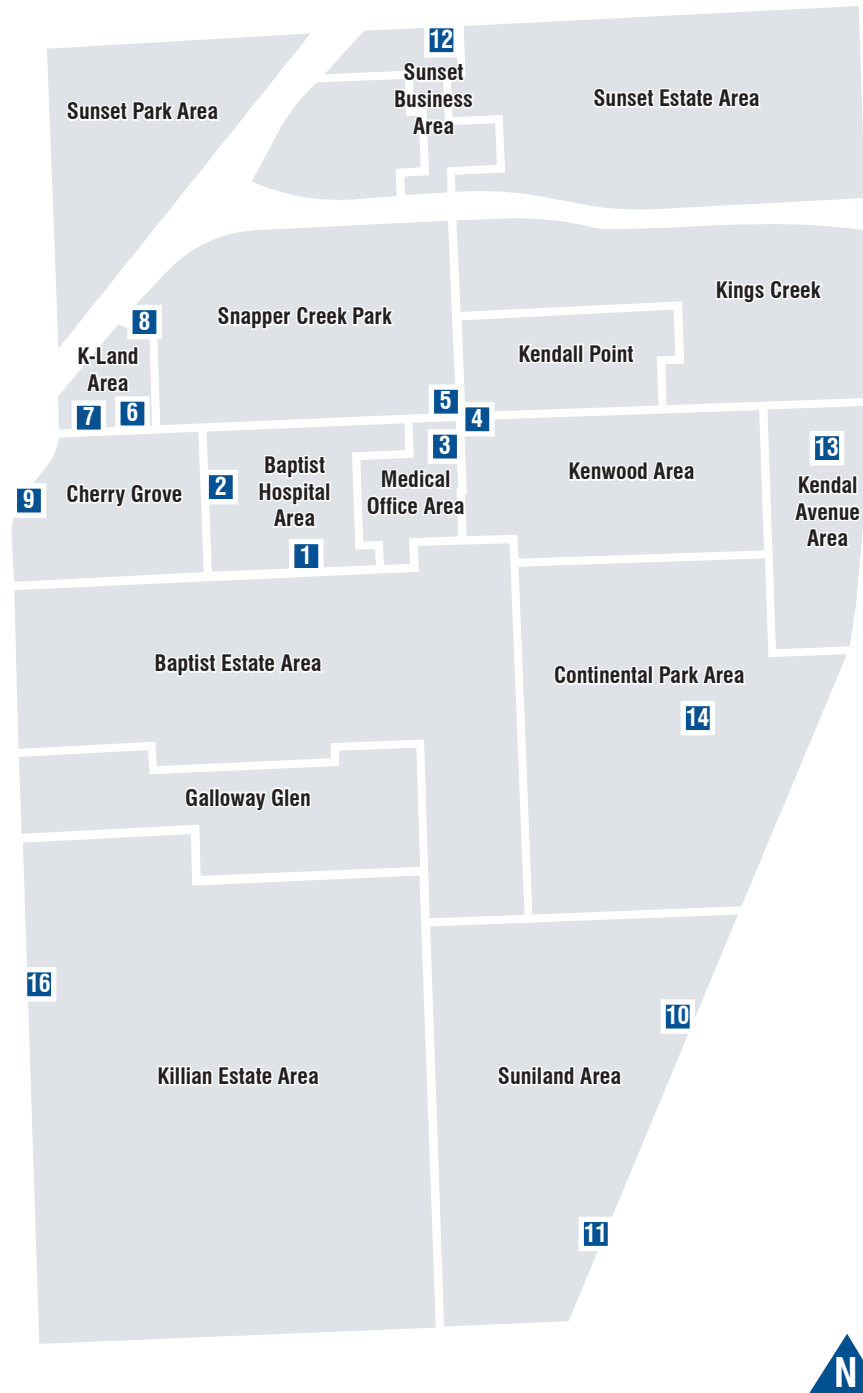 12
Sunset
Business
Area
Sunset Park Area
Sunset Estate Area
Kings Creek
Snapper Creek Park
8
K-Land
Area
Kendall Point
7
6
5
4
3
13
Kendal
Avenue
Area
9
Cherry Grove
2
Baptist
Hospital
Area
Medical
Office Area
Kenwood Area
1
Baptist Estate Area
Continental Park Area
14
Galloway Glen
16
10
Killian Estate Area
Suniland Area
11
N